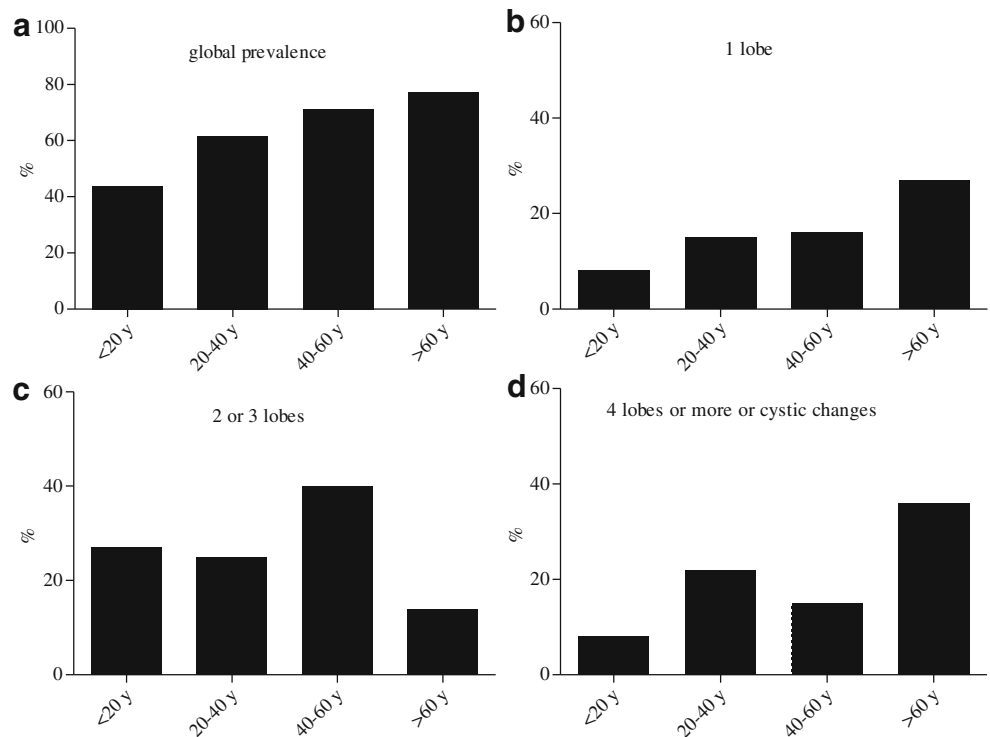 a
global prevalence
%
100
80
60
40
20
0
<20 y
20-40 y
40-60 y
>60 y
b
1 lobe
%
60
40
20
0
<20 y
20-40 y
40-60 y
>60 y
c
2 or 3 lobes
%
60
40
20
0
<20 y
20-40 y
40-60 y
>60 y
d
4 lobes or more or cystic changes
%
60
40
20
0
<20 y
20-40 y
40-60 y
>60 y